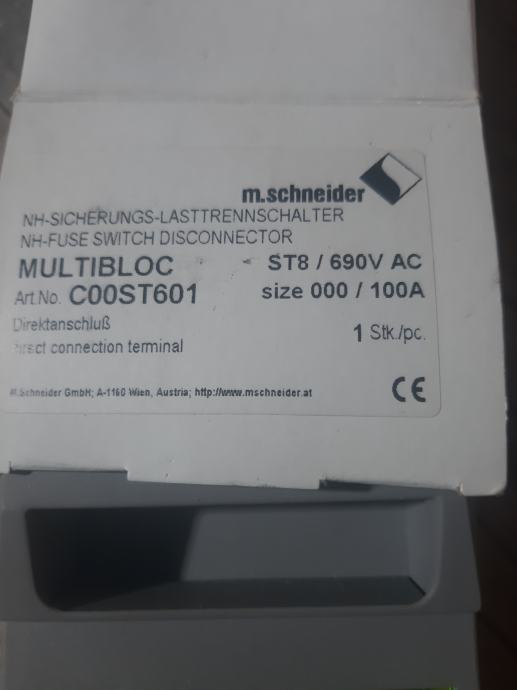 m.schneider
NH-SICHERUNGS-LASTTRENNSCHALTER
NH-FUSE SWITCH DISCONNECTOR
MULTIBLOC ST8 / 690V AC
Art.No. C00ST601 size 000 / 100A
Direktanschluß 1 Stk./pc.
direct connection terminal
M.Schneider GmbH; A-1160 Wien, Austria; http://www.mschneider.at CE